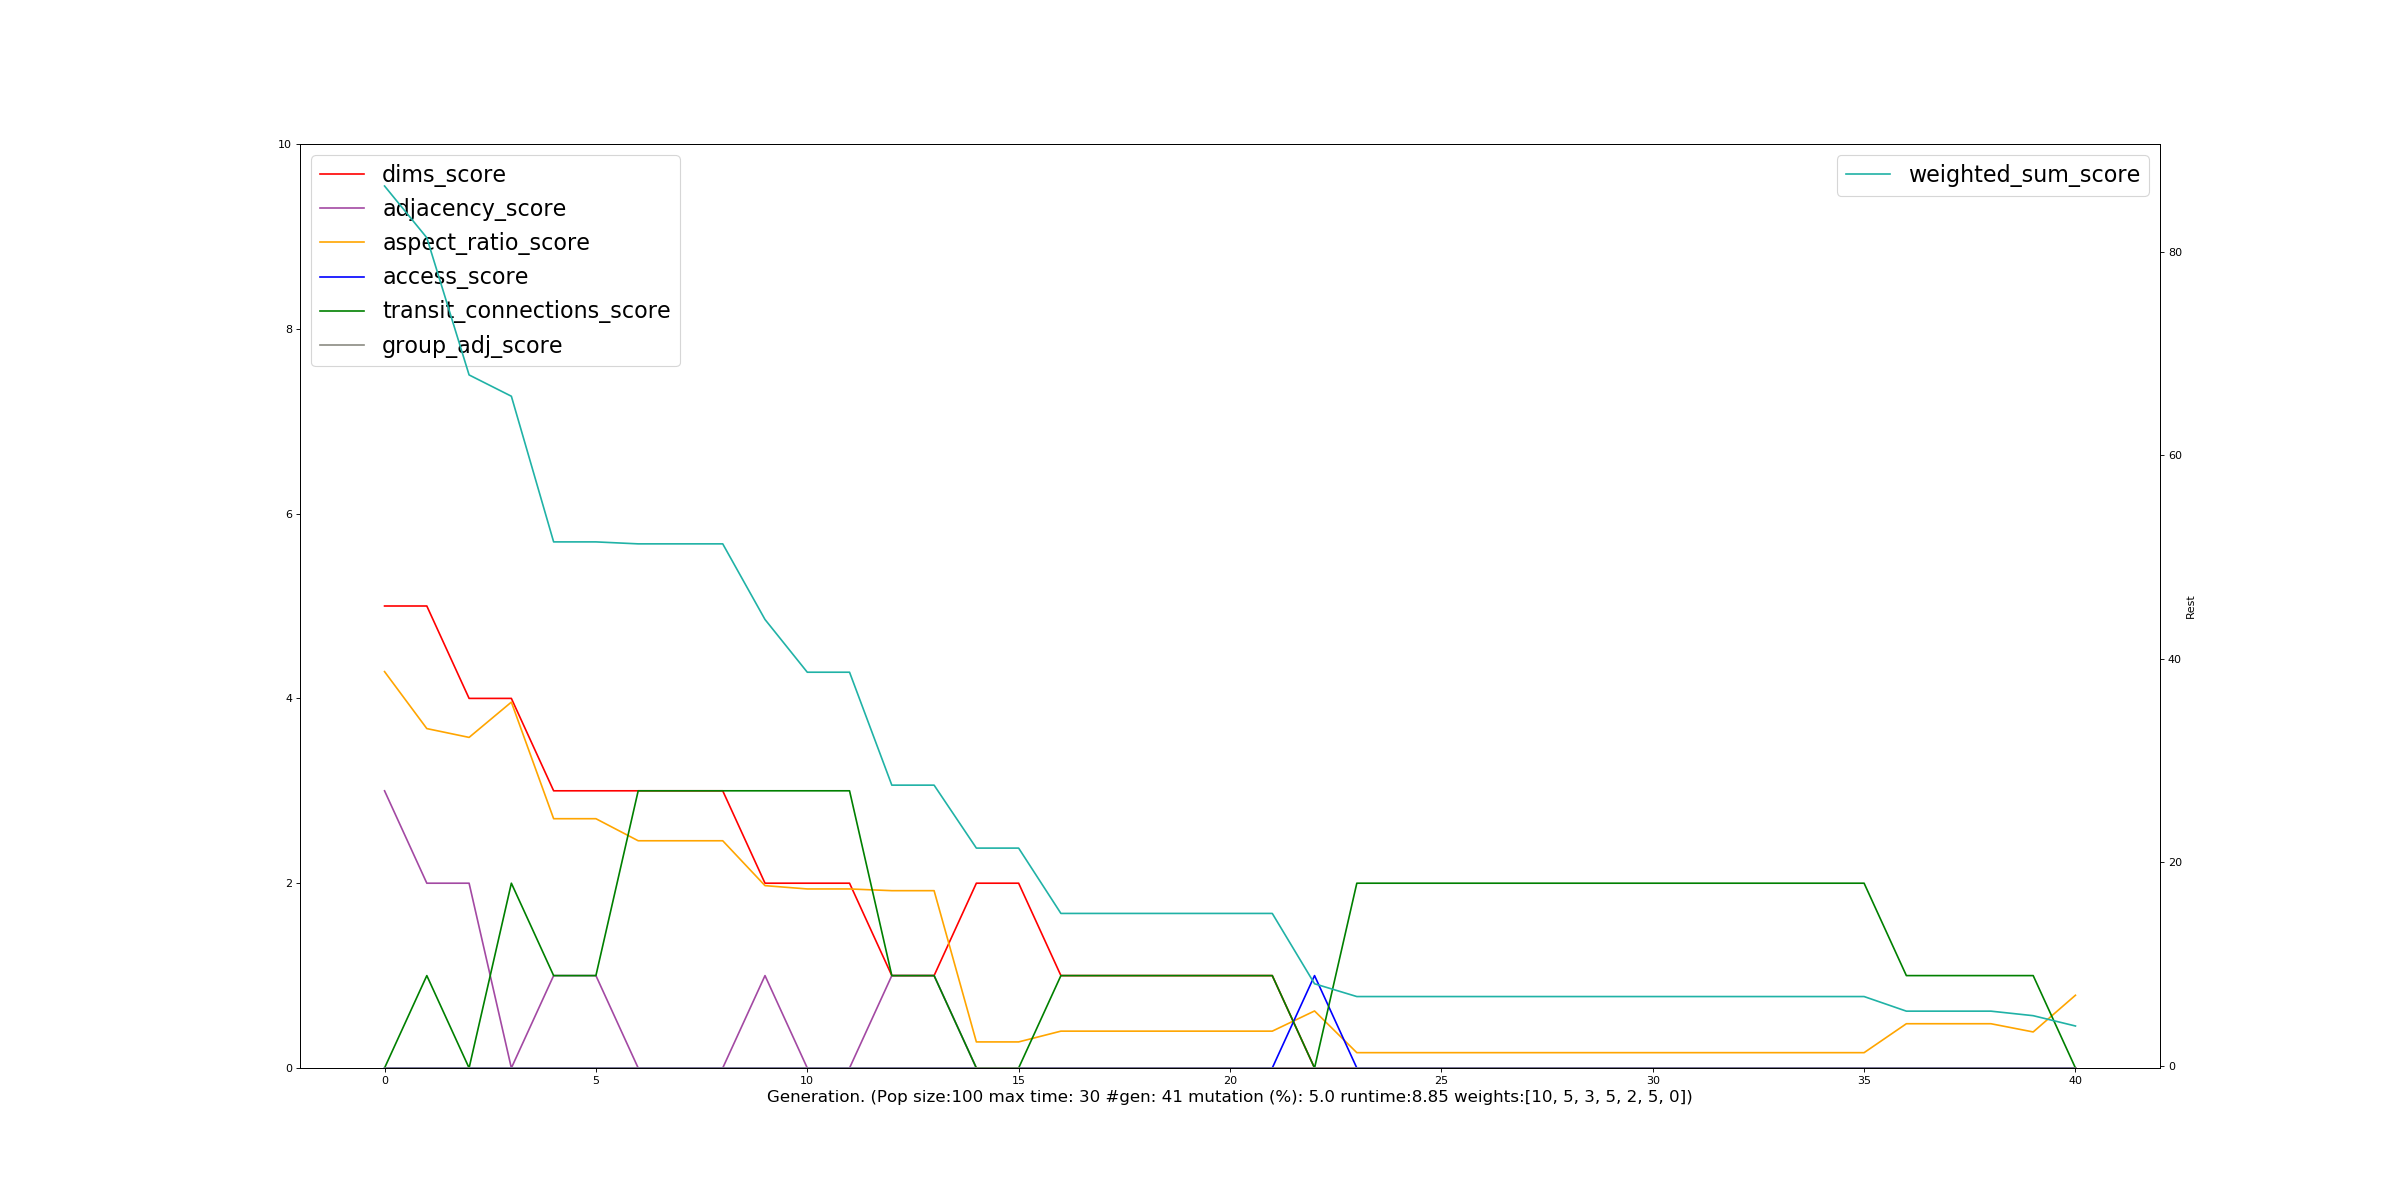 10
8
6
4
2
0
dims_score
adjacency_score
aspect_ratio_score
access_score
transit_connections_score
group_adj_score
weighted_sum_score
80
60
40
20
0
Rest
0 5 10 15 20 25 30 35 40
Generation. (Pop size:100 max time: 30 #gen: 41 mutation (%): 5.0 runtime:8.85 weights:[10, 5, 3, 5, 2, 5, 0])